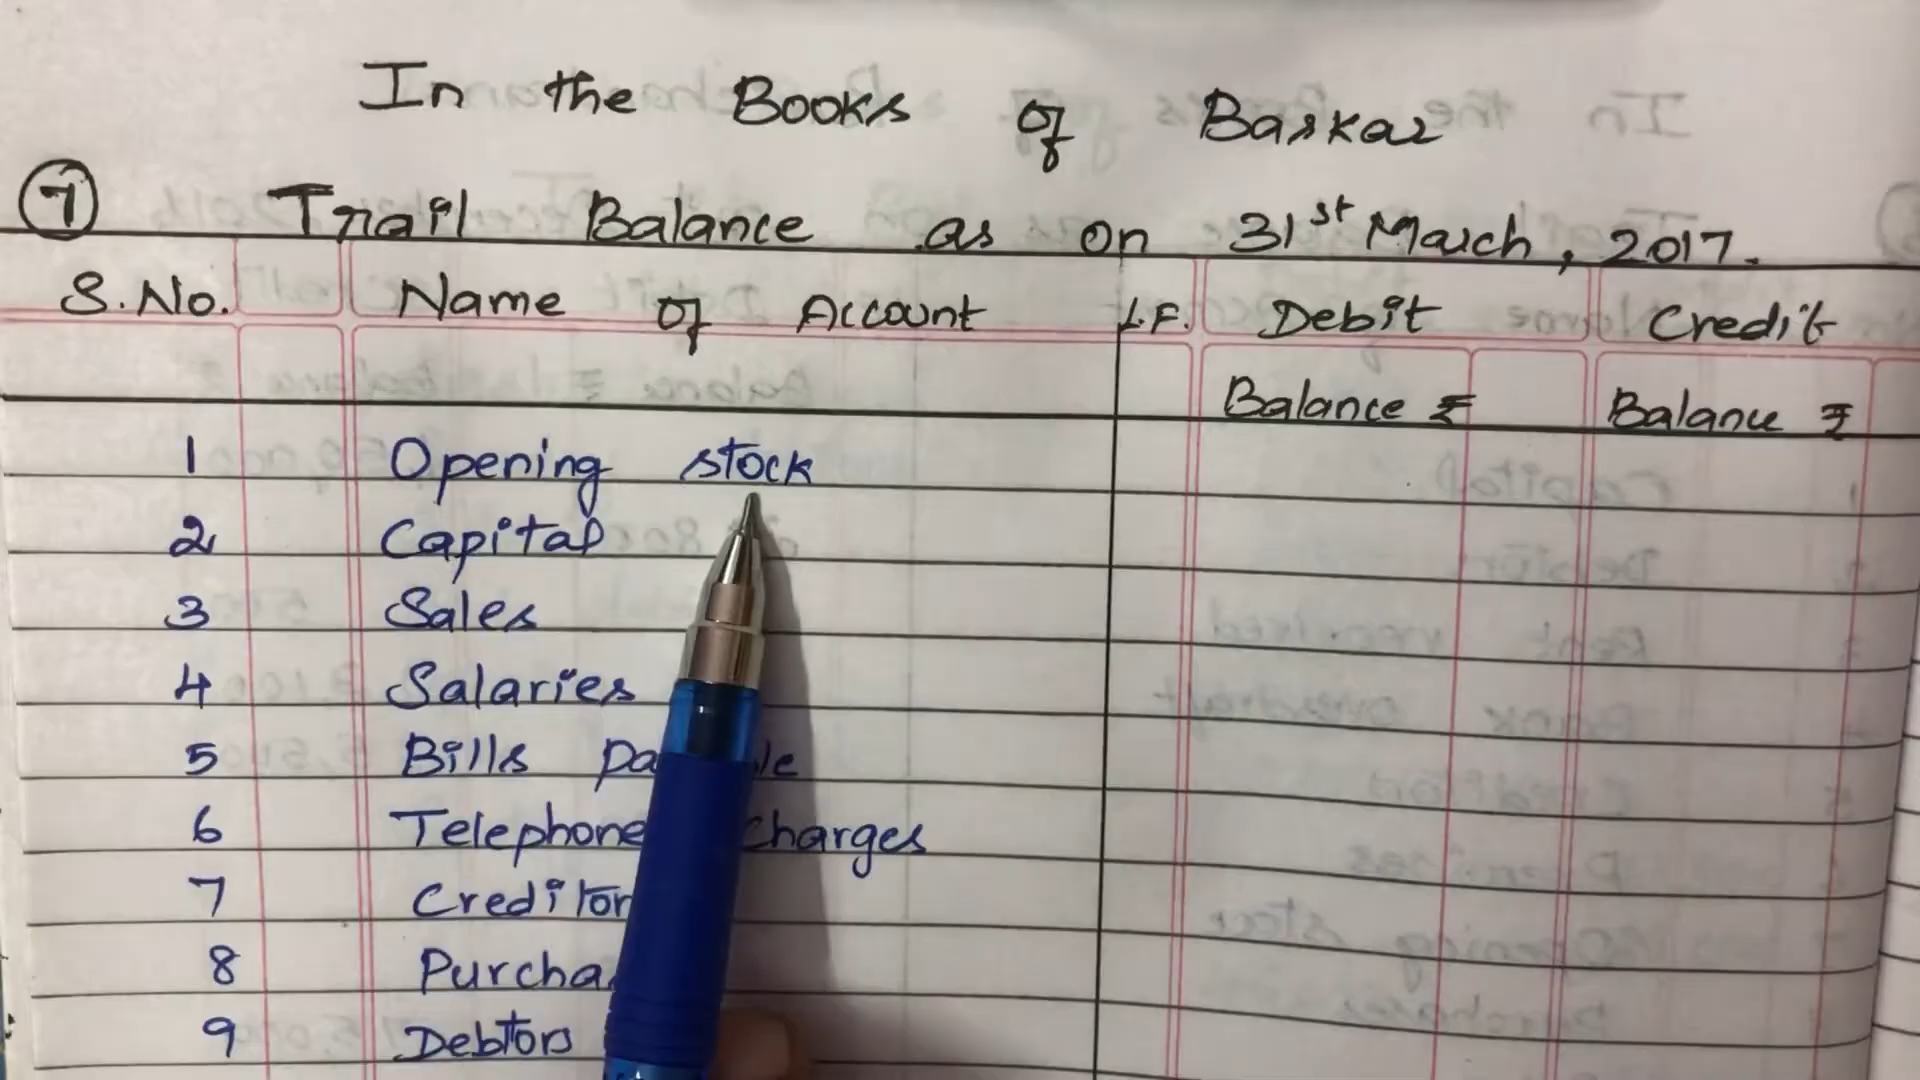 In the Books of Baskar
7 Trail Balance as on 31st March, 2017.
S.No. Name of Account L.F. Debit Credit
Balance ₹ Balance ₹
1 Opening stock
2 Capital
3 Sales
4 Salaries
5 Bills
6 Telephone charges
7
8
9 Debtors